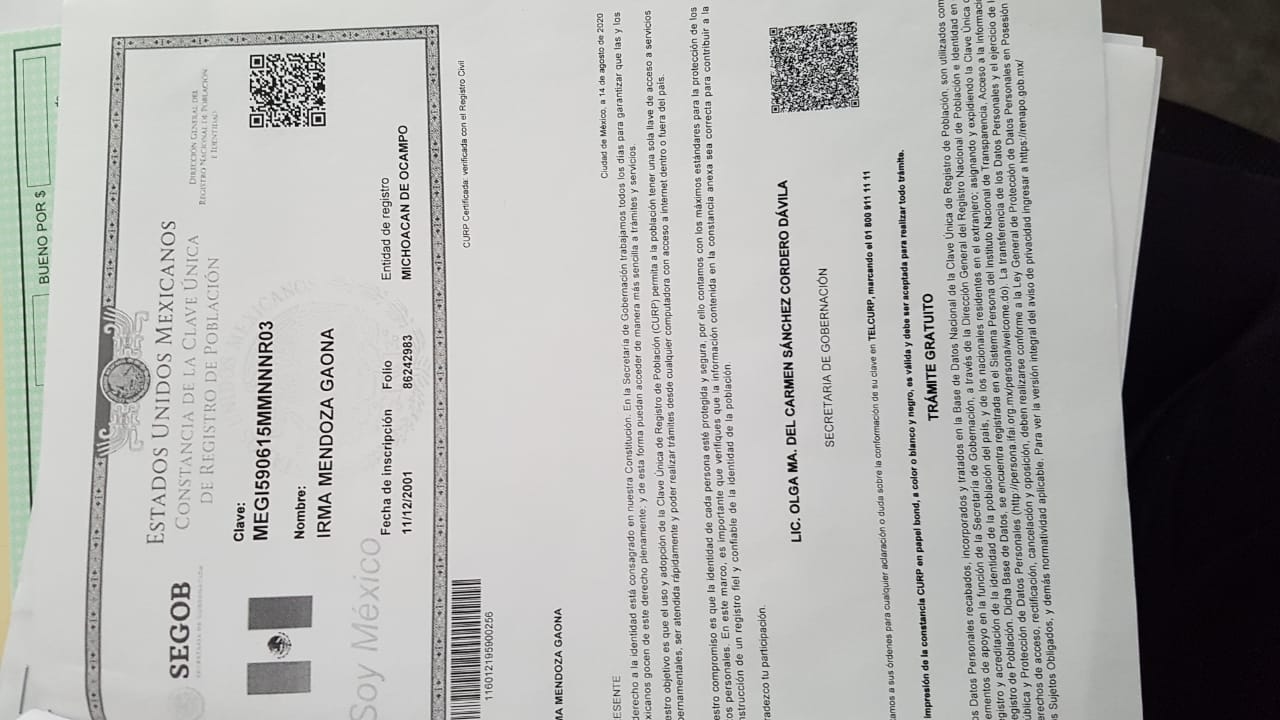 BUENO POR $
ESTADOS UNIDOS MEXICANOS
CONSTANCIA DE LA CLAVE ÚNICA
DE REGISTRO DE POBLACIÓN
SEGOB
SECRETARÍA DE GOBERNACIÓN
DIRECCIÓN GENERAL DEL
REGISTRO NACIONAL DE POBLACIÓN
E IDENTIDAD
Clave:
MEGI590615MMNNNR03
Nombre:
IRMA MENDOZA GAONA
Soy México
Fecha de inscripción Folio Entidad de registro
11/12/2001 86242983 MICHOACAN DE OCAMPO
CURP Certificada: verificada con el Registro Civil
116012195900256
MA MENDOZA GAONA
Ciudad de México, a 14 de agosto de 2020
ESENTE
derecho a la identidad está consagrado en nuestra Constitución. En la Secretaría de Gobernación trabajamos todos los días para garantizar que las y los
xicanos gocen de este derecho plenamente; y de esta forma puedan acceder de manera más sencilla a trámites y servicios.
estro objetivo es que el uso y adopción de la Clave Única de Registro de Población (CURP) permita a la población tener una sola llave de acceso a servicios
bernamentales, ser atendida rápidamente y poder realizar trámites desde cualquier computadora con acceso a internet dentro o fuera del país.
estro compromiso es que la identidad de cada persona esté protegida y segura, por ello contamos con los máximos estándares para la protección de los
os personales. En este marco, es importante que verifiques que la información contenida en la constancia anexa sea correcta para contribuir a la
nstrucción de un registro fiel y confiable de la identidad de la población.
radezco tu participación.
LIC. OLGA MA. DEL CARMEN SÁNCHEZ CORDERO DÁVILA
SECRETARIA DE GOBERNACIÓN
tamos a sus órdenes para cualquier aclaración o duda sobre la conformación de su clave en TELCURP, marcando el 01 800 911 11 11
impresión de la constancia CURP en papel bond, a color o blanco y negro, es válida y debe ser aceptada para realizar todo trámite.
TRÁMITE GRATUITO
os Datos Personales recabados, incorporados y tratados en la Base de Datos Nacional de la Clave Única de Registro de Población, son utilizados com
ementos de apoyo en la función de la Secretaría de Gobernación, a través de la Dirección General del Registro Nacional de Población e Identidad en
egistro y acreditación de la identidad de la población del país, y de los nacionales residentes en el extranjero; asignando y expidiendo la Clave Única
egistro de Población. Dicha Base de Datos, se encuentra registrada en el Sistema Persona del Instituto Nacional de Transparencia, Acceso a la Informaci
ública y Protección de Datos Personales (http://persona.ifai.org.mx/persona/welcome.do). La transferencia de los Datos Personales y el ejercicio de l
erechos de acceso, rectificación, cancelación y oposición, deben realizarse conforme a la Ley General de Protección de Datos Personales en Posesión
s Sujetos Obligados, y demás normatividad aplicable. Para ver la versión integral del aviso de privacidad ingresar a https://renapo.gob.mx/